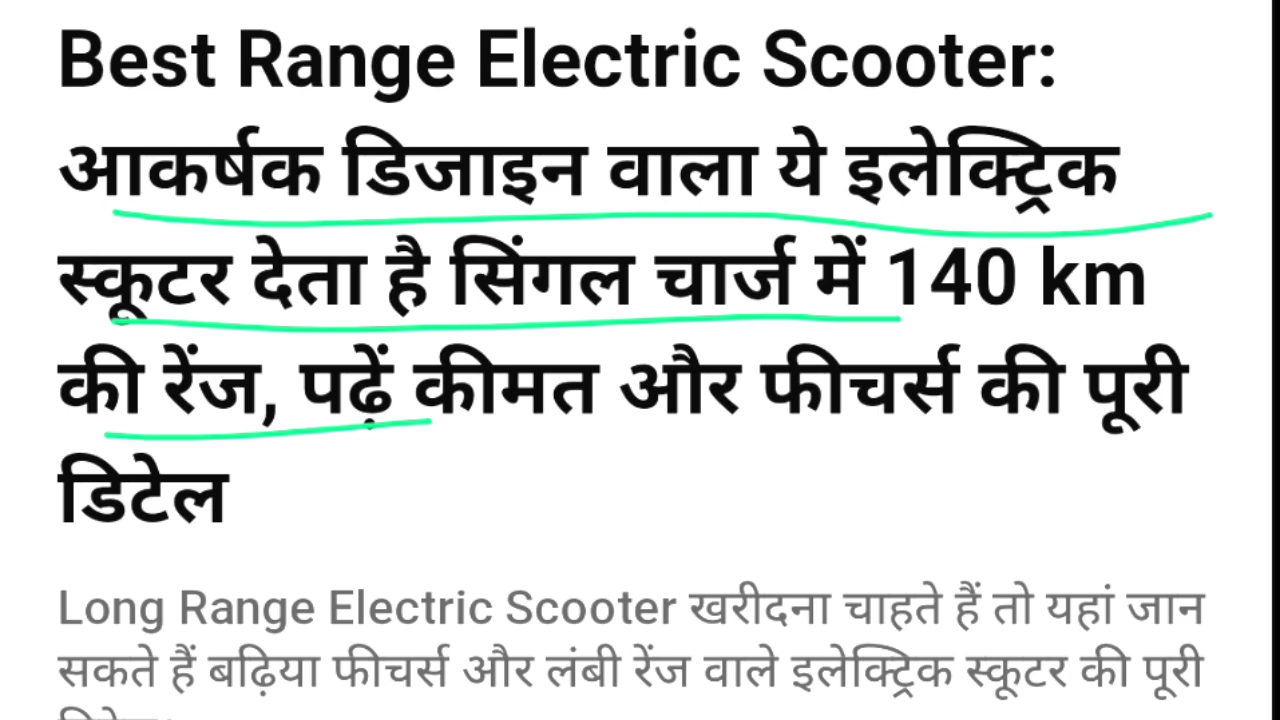 Best Range Electric Scooter:
आकर्षक डिजाइन वाला ये इलेक्ट्रिक
स्कूटर देता है सिंगल चार्ज में 140 km
की रेंज, पढ़ें कीमत और फीचर्स की पूरी
डिटेल
Long Range Electric Scooter खरीदना चाहते हैं तो यहां जान
सकते हैं बढ़िया फीचर्स और लंबी रेंज वाले इलेक्ट्रिक स्कूटर की पूरी